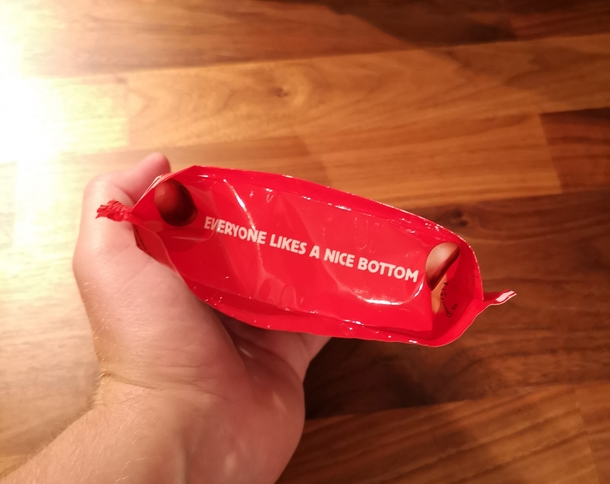 EVERYONE LIKES A NICE BOTTOM